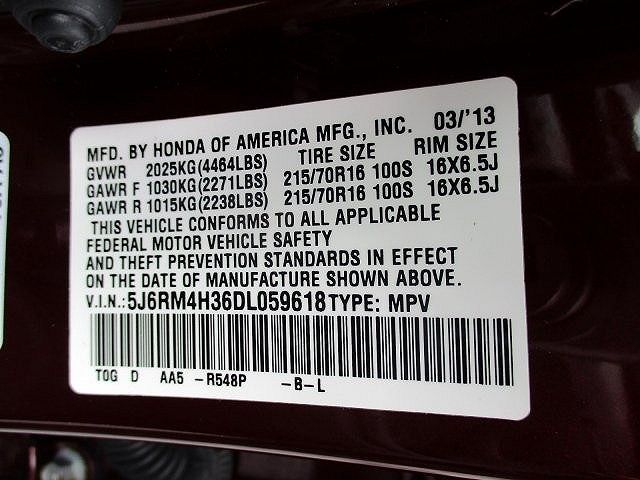 MFD. BY HONDA OF AMERICA MFG., INC. 03/'13
GVWR 2025KG(4464LBS) TIRE SIZE RIM SIZE
GAWR F 1030KG(2271LBS) 215/70R16 100S 16X6.5J
GAWR R 1015KG(2238LBS) 215/70R16 100S 16X6.5J
THIS VEHICLE CONFORMS TO ALL APPLICABLE
FEDERAL MOTOR VEHICLE SAFETY
AND THEFT PREVENTION STANDARDS IN EFFECT
ON THE DATE OF MANUFACTURE SHOWN ABOVE.
V.I.N.:5J6RM4H36DL059618 TYPE: MPV
TOG D AA5 -R548P -B-L